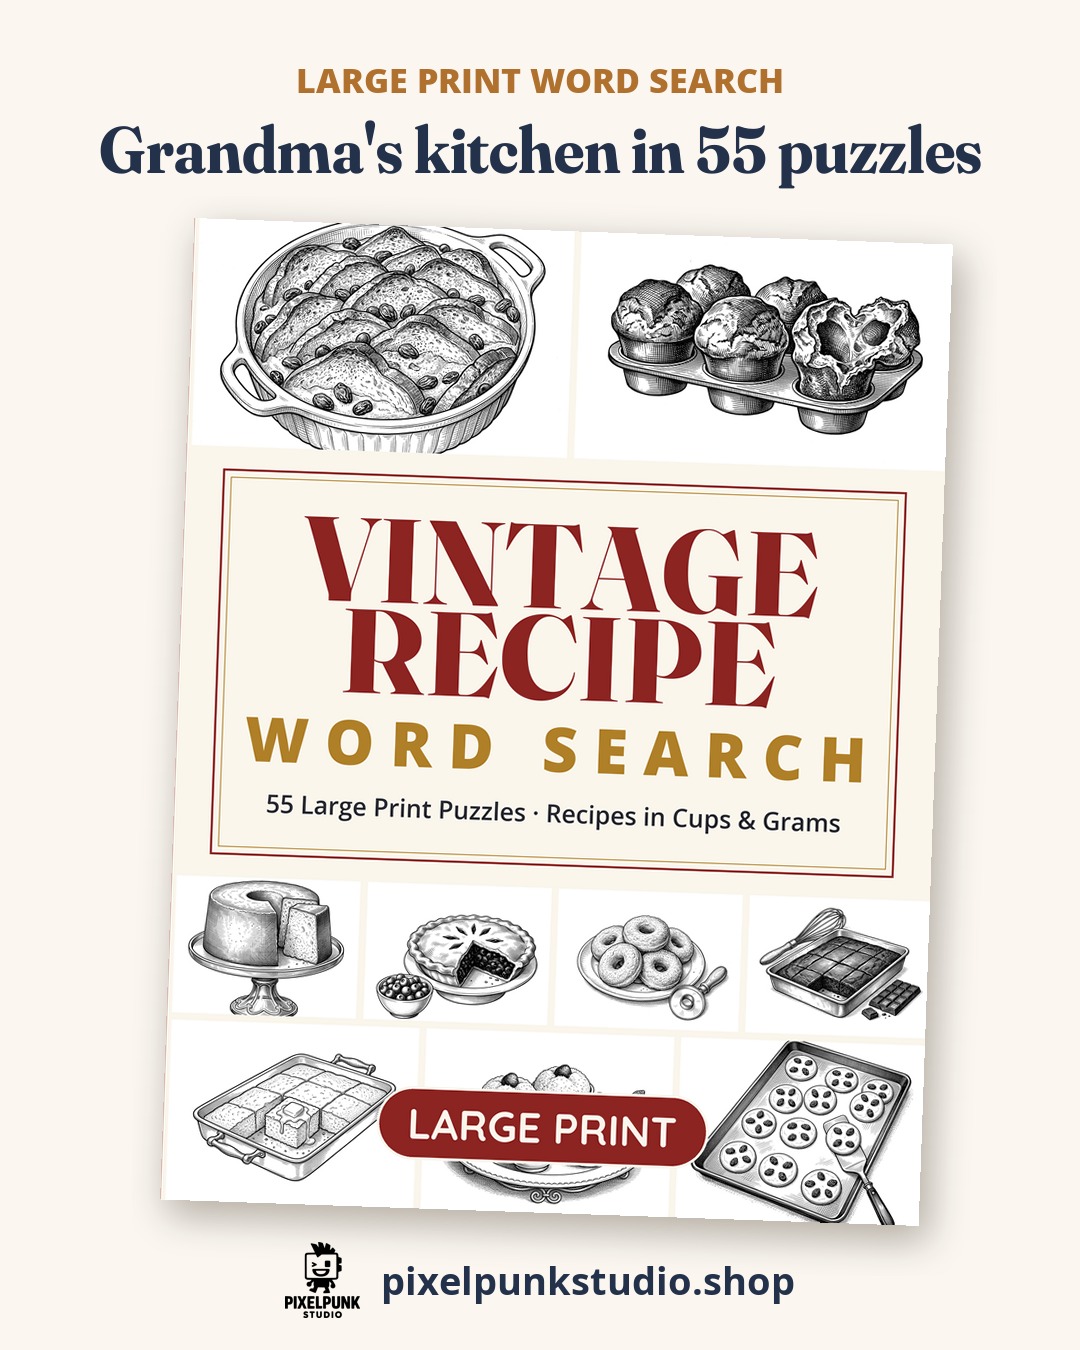 LARGE PRINT WORD SEARCH
Grandma's kitchen in 55 puzzles
VINTAGE
RECIPE
WORD SEARCH
55 Large Print Puzzles · Recipes in Cups & Grams
LARGE PRINT
PIXELPUNK
STUDIO
pixelpunkstudio.shop